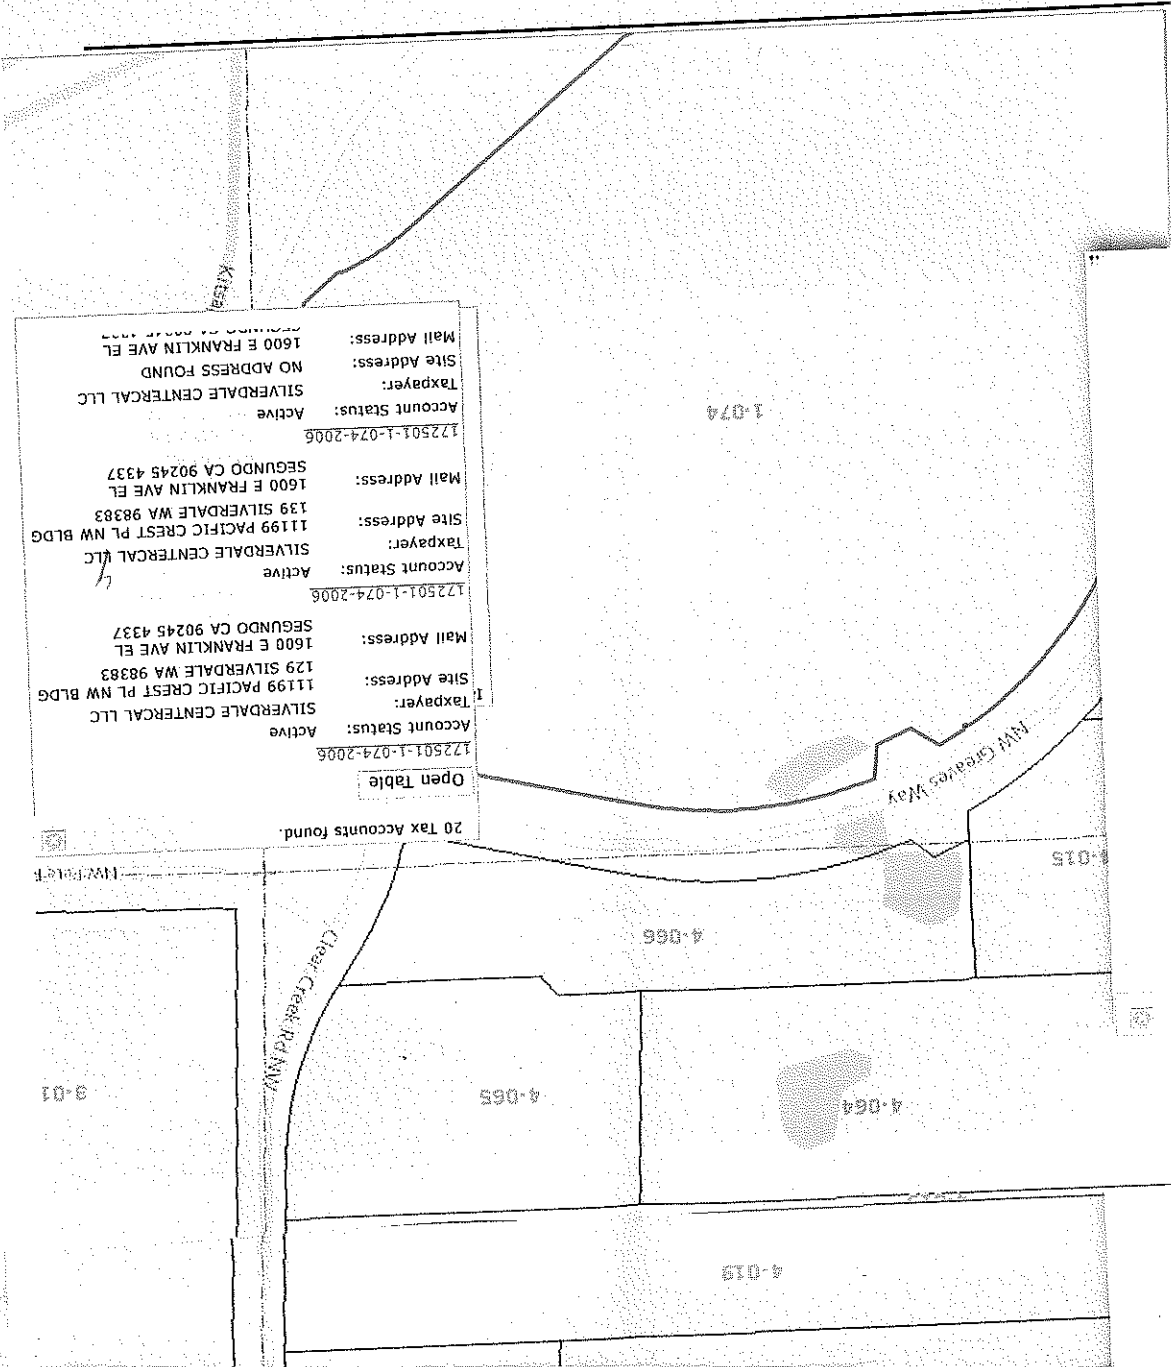 20 Tax Accounts found.
Open Table
172501-1-074-2006
Account Status: Active
Taxpayer: SILVERDALE CENTERCAL LLC
Site Address: 11199 PACIFIC CREST PL NW BLDG
129 SILVERDALE WA 98383
Mail Address: 1600 E FRANKLIN AVE EL
SEGUNDO CA 90245 4337
172501-1-074-2006
Account Status: Active
Taxpayer: SILVERDALE CENTERCAL LLC
Site Address: 11199 PACIFIC CREST PL NW BLDG
139 SILVERDALE WA 98383
Mail Address: 1600 E FRANKLIN AVE EL
SEGUNDO CA 90245 4337
172501-1-074-2006
Account Status: Active
Taxpayer: SILVERDALE CENTERCAL LLC
Site Address: NO ADDRESS FOUND
Mail Address: 1600 E FRANKLIN AVE EL
4-019
4-064
4-065
3-01
Clear Creek Rd NW
4-066
4-015
NW Greaves Way
1-074
Kitsa